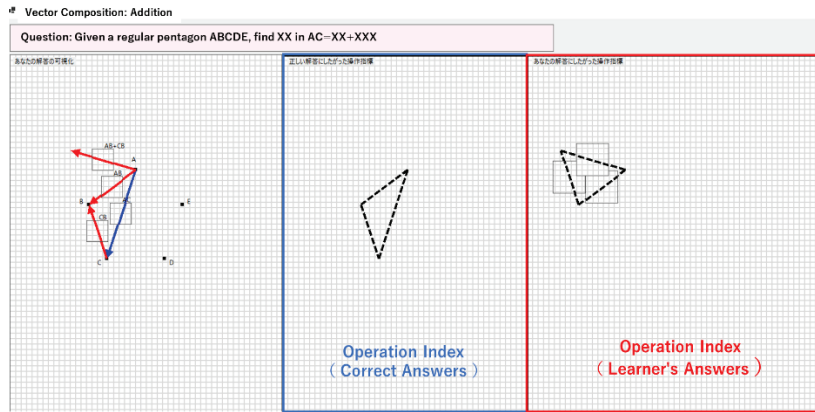 Vector Composition: Addition
Question: Given a regular pentagon ABCDE, find XX in AC=XX+XXX
あなたの解答の可視化
正しい解答にしたがった操作指標
あなたの解答にしたがった操作指標
AB+CB
A
AB
B
AC
E
CB
C
D
Operation Index
( Correct Answers )
Operation Index
( Learner's Answers )